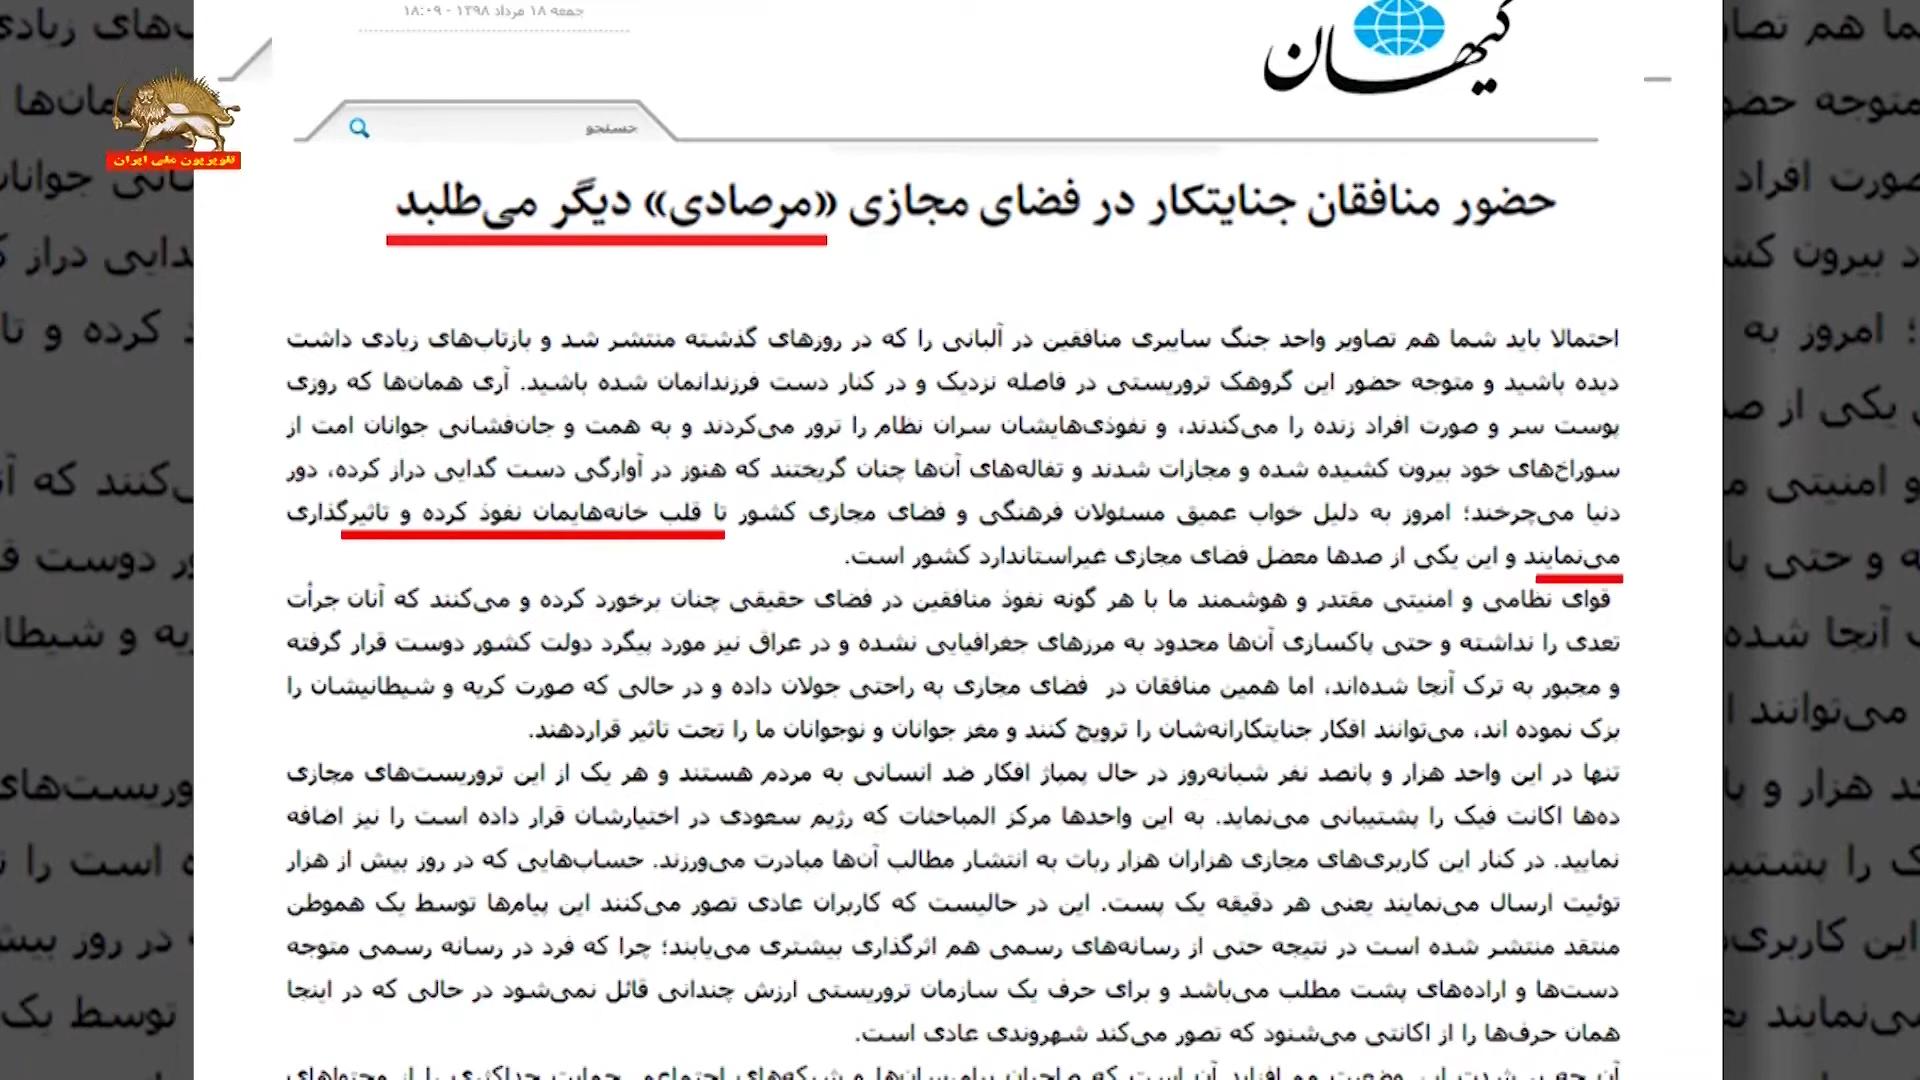 جمعه ۱۸ مرداد ۱۳۹۸ - ۱۸:۰۹
کیهان
تلویزیون ملی ایران
جستجو
حضور منافقان جنایتکار در فضای مجازی «مرصادی» دیگر می‌طلبد
احتمالا باید شما هم تصاویر واحد جنگ سایبری منافقین در آلبانی را که در روزهای گذشته منتشر شد و بازتاب‌های زیادی داشت
دیده باشید و متوجه حضور این گروهک تروریستی در فاصله نزدیک و در کنار دست فرزندانمان شده باشید. آری همان‌ها که روزی
پوست سر و صورت افراد زنده را می‌کندند، و نفوذی‌هایشان سران نظام را ترور می‌کردند و به همت و جان‌فشانی جوانان امت از
سوراخ‌های خود بیرون کشیده شده و مجازات شدند و تفاله‌های آن‌ها چنان گریختند که هنوز در آوارگی دست گدایی دراز کرده، دور
دنیا می‌چرخند؛ امروز به دلیل خواب عمیق مسئولان فرهنگی و فضای مجازی کشور تا قلب خانه‌هایمان نفوذ کرده و تاثیرگذاری
می‌نمایند و این یکی از صدها معضل فضای مجازی غیراستاندارد کشور است.
قوای نظامی و امنیتی مقتدر و هوشمند ما با هر گونه نفوذ منافقین در فضای حقیقی چنان برخورد کرده و می‌کنند که آنان جرأت
تعدی را نداشته و حتی پاکسازی آن‌ها محدود به مرزهای جغرافیایی نشده و در عراق نیز مورد پیگرد دولت کشور دوست قرار گرفته
و مجبور به ترک آنجا شده‌اند، اما همین منافقان در فضای مجازی به راحتی جولان داده و در حالی که صورت کریه و شیطانیشان را
بزک نموده اند، می‌توانند افکار جنایتکارانه‌شان را ترویج کنند و مغز جوانان و نوجوانان ما را تحت تاثیر قراردهند.
تنها در این واحد هزار و پانصد نفر شبانه‌روز در حال پمپاژ افکار ضد انسانی به مردم هستند و هر یک از این تروریست‌های مجازی
ده‌ها اکانت فیک را پشتیبانی می‌نماید. به این واحدها مرکز المباحثات که رژیم سعودی در اختیارشان قرار داده است را نیز اضافه
نمایید. در کنار این کاربری‌های مجازی هزاران هزار ربات به انتشار مطالب آن‌ها مبادرت می‌ورزند. حساب‌هایی که در روز بیش از هزار
توئیت ارسال می‌نمایند یعنی هر دقیقه یک پست. این در حالیست که کاربران عادی تصور می‌کنند این پیام‌ها توسط یک هموطن
منتقد منتشر شده است در نتیجه حتی از رسانه‌های رسمی هم اثرگذاری بیشتری می‌یابند؛ چرا که فرد در رسانه رسمی متوجه
دست‌ها و اراده‌های پشت مطلب می‌باشد و برای حرف یک سازمان تروریستی ارزش چندانی قائل نمی‌شود در حالی که در اینجا
همان حرف‌ها را از اکانتی می‌شنود که تصور می‌کند شهروندی عادی است.